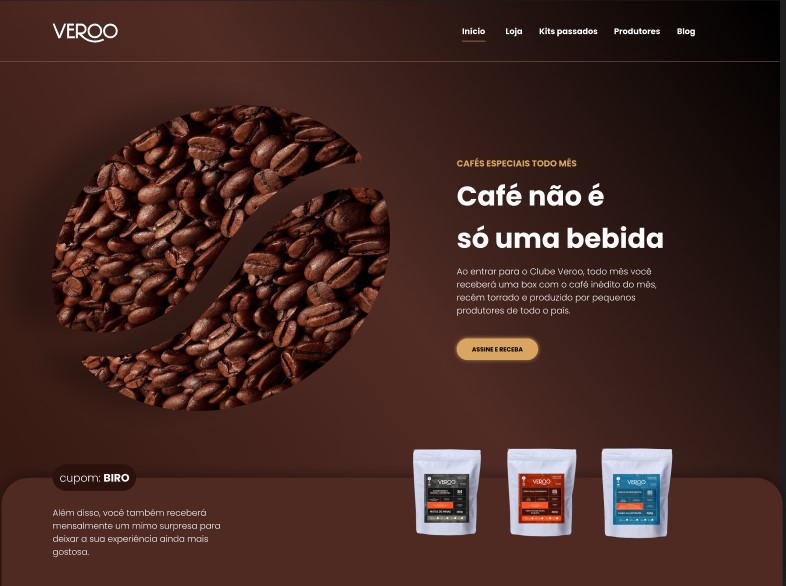 VEROO
Início Loja Kits passados Produtores Blog
CAFÉS ESPECIAIS TODO MÊS
Café não é
só uma bebida
Ao entrar para o Clube Veroo, todo mês você
receberá uma box com o café inédito do mês,
recém torrado e produzido por pequenos
produtores de todo o país.
ASSINE E RECEBA
cupom: BIRO
Além disso, você também receberá
mensalmente um mimo surpresa para
deixar a sua experiência ainda mais
gostosa.
VEROO
VEROO
VEROO